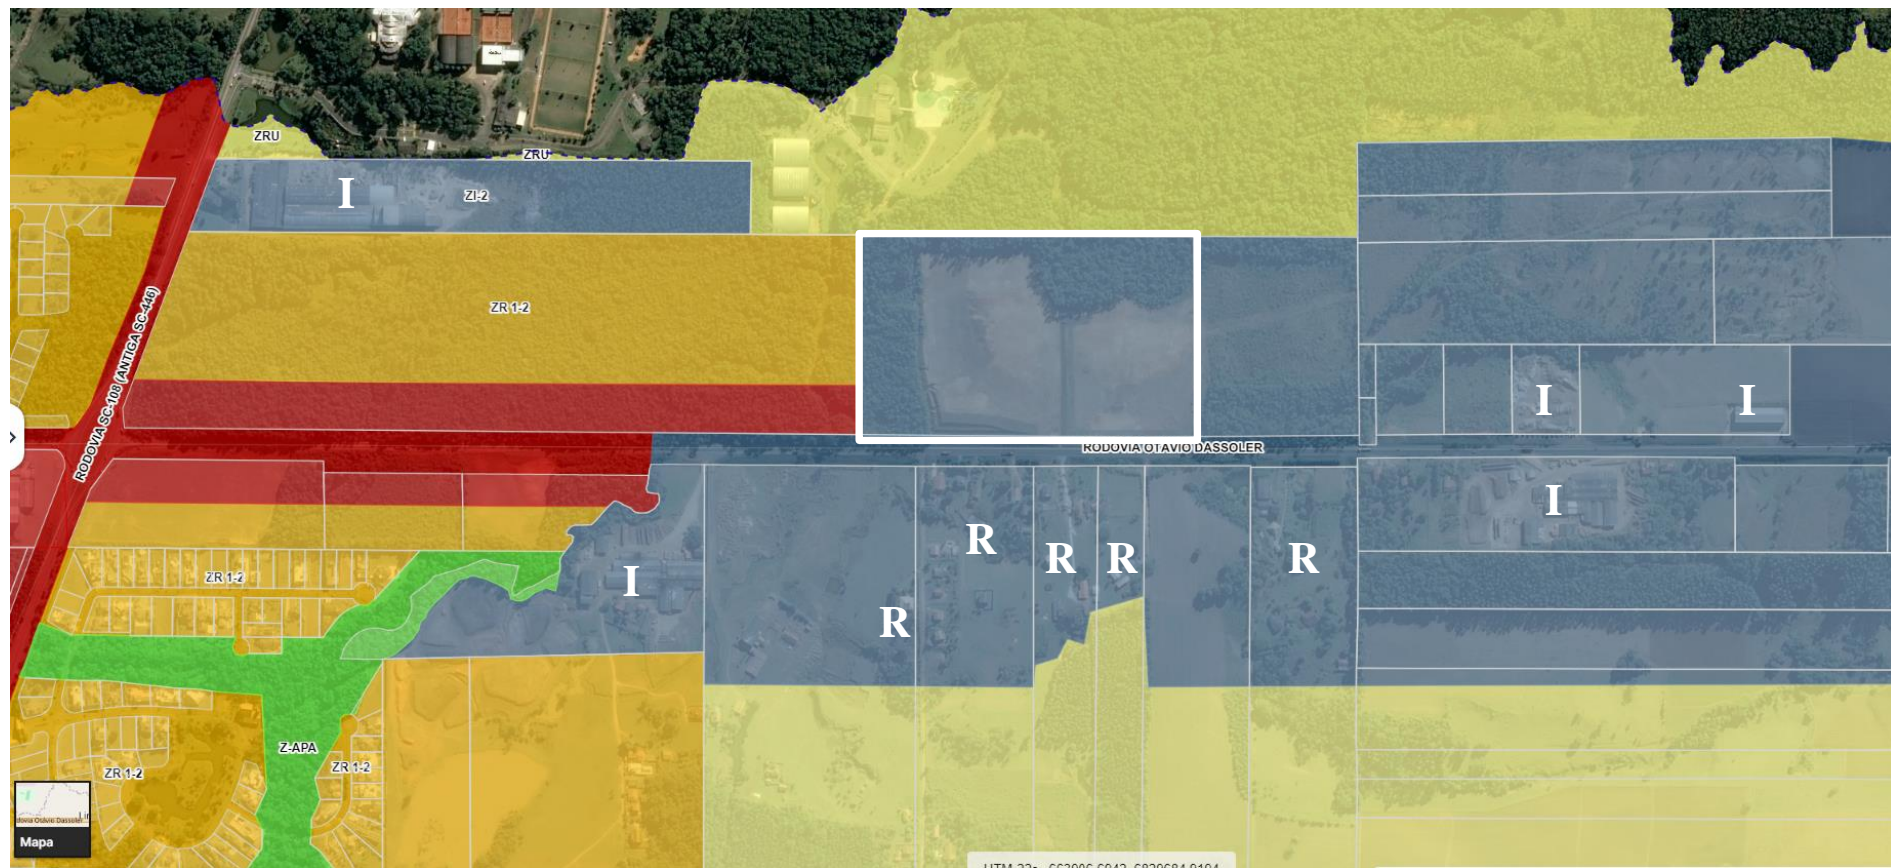 ZRU
ZRU
I
ZI-2
ZR 1-2
RODOVIA SC-108 (ANTIGA SC-446)
I
I
RODOVIA OTAVIO DASSOLER
I
R
R
R
R
ZR 1-2
I
R
Z-APA
ZR 1-2
ZR 1-2
Mapa